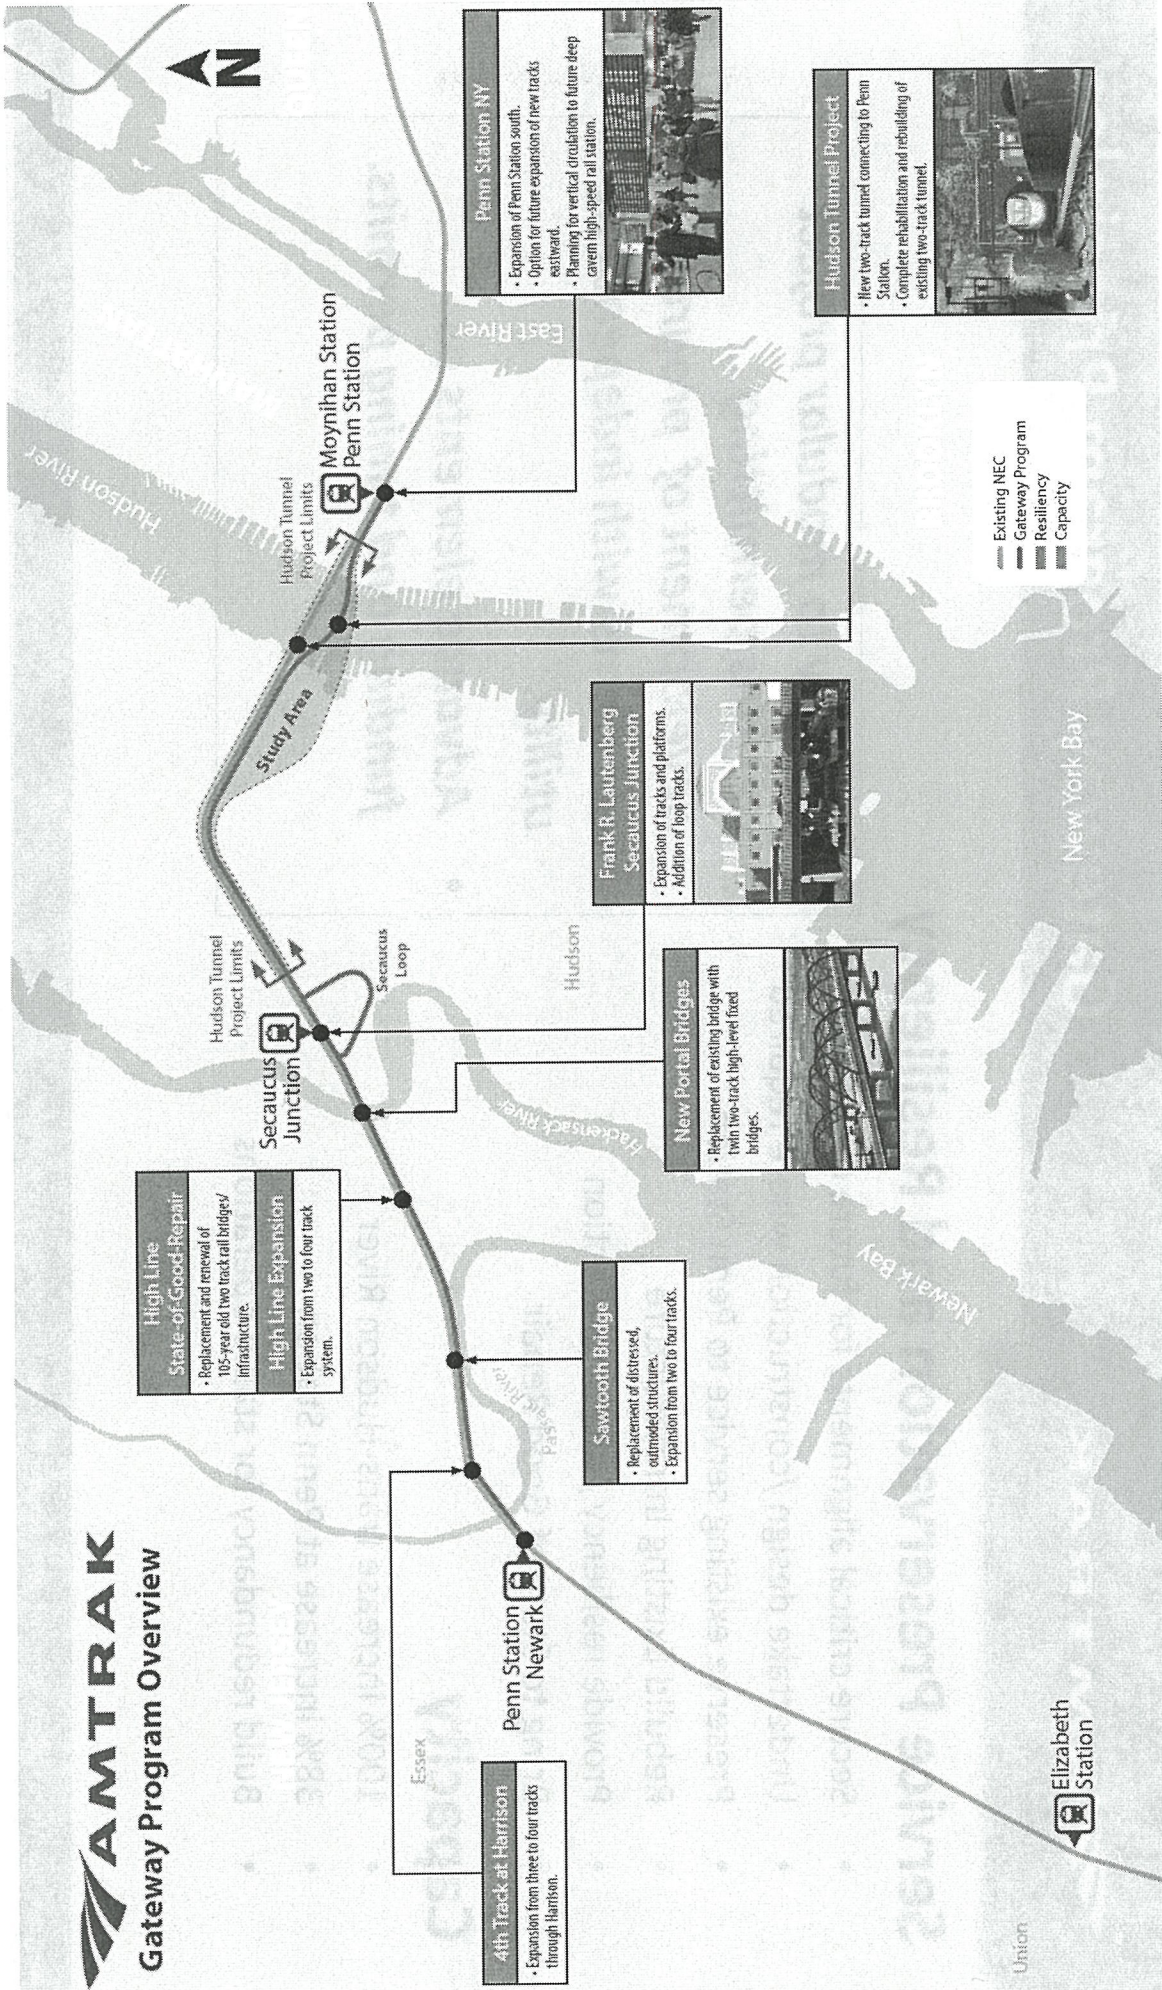 AMTRAK
Gateway Program Overview
4th Track at Harrison
• Expansion from three to four tracks
through Harrison.
High Line
State-of-Good-Repair
• Replacement and renewal of
105-year old two track rail bridges/
infrastructure.
High Line Expansion
• Expansion from two to four track
system.
Sawtooth Bridge
• Replacement of distressed,
outmoded structures.
• Expansion from two to four tracks.
New Portal Bridges
• Replacement of existing bridge with
twin two-track high-level fixed
bridges.
Frank R. Lautenberg
Secaucus Junction
• Expansion of tracks and platforms.
• Addition of loop tracks.
Penn Station NY
• Expansion of Penn Station south.
• Option for future expansion of new tracks
eastward.
• Planning for vertical circulation to future deep
cavern high-speed rail station.
Hudson Tunnel Project
• New two-track tunnel connecting to Penn
Station.
• Complete rehabilitation and rebuilding of
existing two-track tunnel.
Elizabeth
Station
Penn Station
Newark
Secaucus
Junction
Hudson Tunnel
Project Limits
Secaucus
Loop
Study Area
Hudson Tunnel
Project Limits
Moynihan Station
Penn Station
Union
Essex
Hudson
Passaic River
Hackensack River
Newark Bay
New York Bay
Hudson River
East River
N
Existing NEC
Gateway Program
Resiliency
Capacity